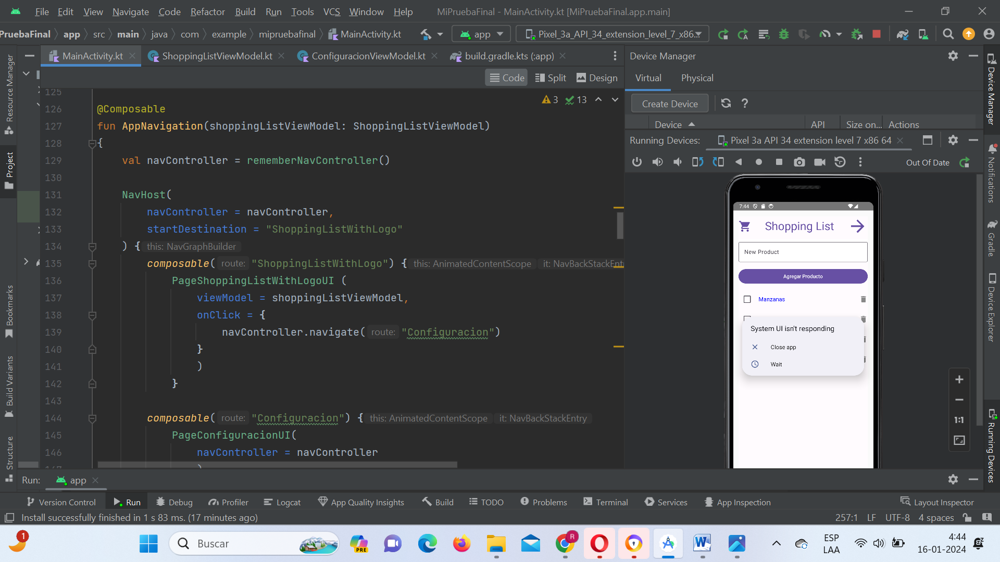 File Edit View Navigate Code Refactor Build Run Tools VCS Window Help MiPruebaFinal - MainActivity.kt [MiPruebaFinal.app.main]
PruebaFinal app src main java com example mipruebafinal MainActivity.kt app Pixel_3a_API_34_extension_level_7_x86...
MainActivity.kt ShoppingListViewModel.kt ConfiguracionViewModel.kt build.gradle.kts (:app)
Code Split Design
3 13
125
126 @Composable
127 fun AppNavigation(shoppingListViewModel: ShoppingListViewModel)
128 {
129 val navController = rememberNavController()
130
131 NavHost(
132 navController = navController,
133 startDestination = "ShoppingListWithLogo"
134 ) { this: NavGraphBuilder
135 composable( route: "ShoppingListWithLogo") { this: AnimatedContentScope it: NavBackStackEntr
136 PageShoppingListWithLogoUI (
137 viewModel = shoppingListViewModel,
138 onClick = {
139 navController.navigate( route: "Configuracion")
140 }
141 )
142 }
143
144 composable( route: "Configuracion") { this: AnimatedContentScope it: NavBackStackEntry
145 PageConfiguracionUI(
146 navController = navController
147 )
Resource Manager
Project
Bookmarks
Build Variants
Structure
Device Manager
Virtual Physical
Create Device ?
Device API Size on... Actions
Running Devices: Pixel 3a API 34 extension level 7 x86 64
Out Of Date
7:44
Shopping List
New Product
Agregar Producto
Manzanas
System UI isn't responding
Close app
Wait
1:1
Device Manager
Notifications
Gradle
Device Explorer
Running Devices
Run: app
Version Control Run Debug Profiler Logcat App Quality Insights Build TODO Problems Terminal Services App Inspection Layout Inspector
Install successfully finished in 1 s 83 ms. (17 minutes ago) 257:1 LF UTF-8 4 spaces
1
Buscar
PRE
R
ESP
LAA
4:44
16-01-2024